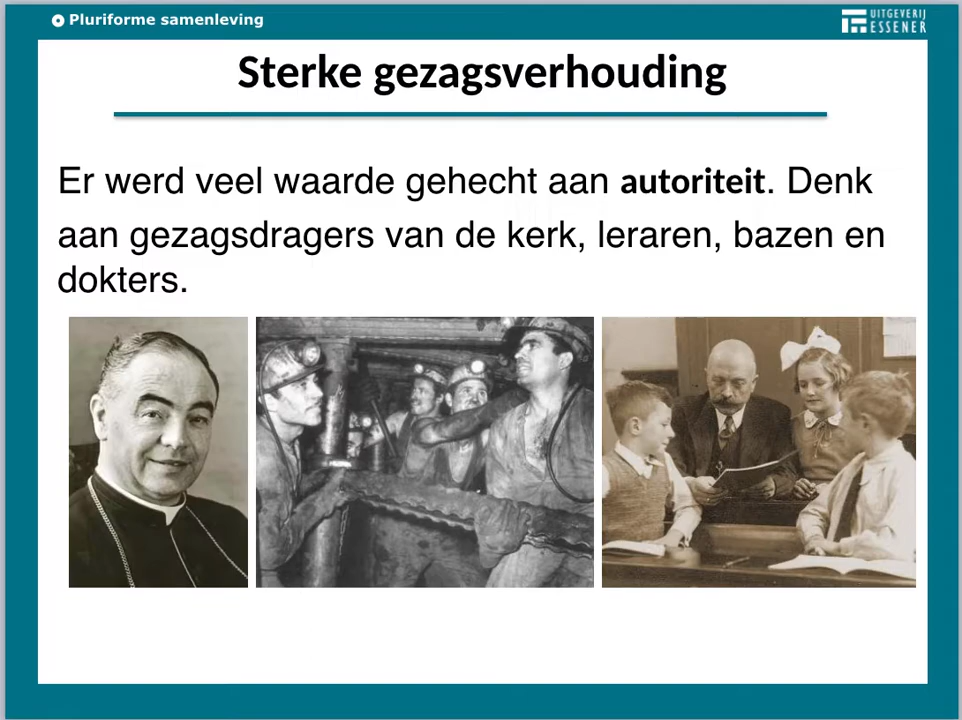 Pluriforme samenleving
UITGEVERIJ
ESSENER
Sterke gezagsverhouding
Er werd veel waarde gehecht aan autoriteit. Denk
aan gezagsdragers van de kerk, leraren, bazen en
dokters.